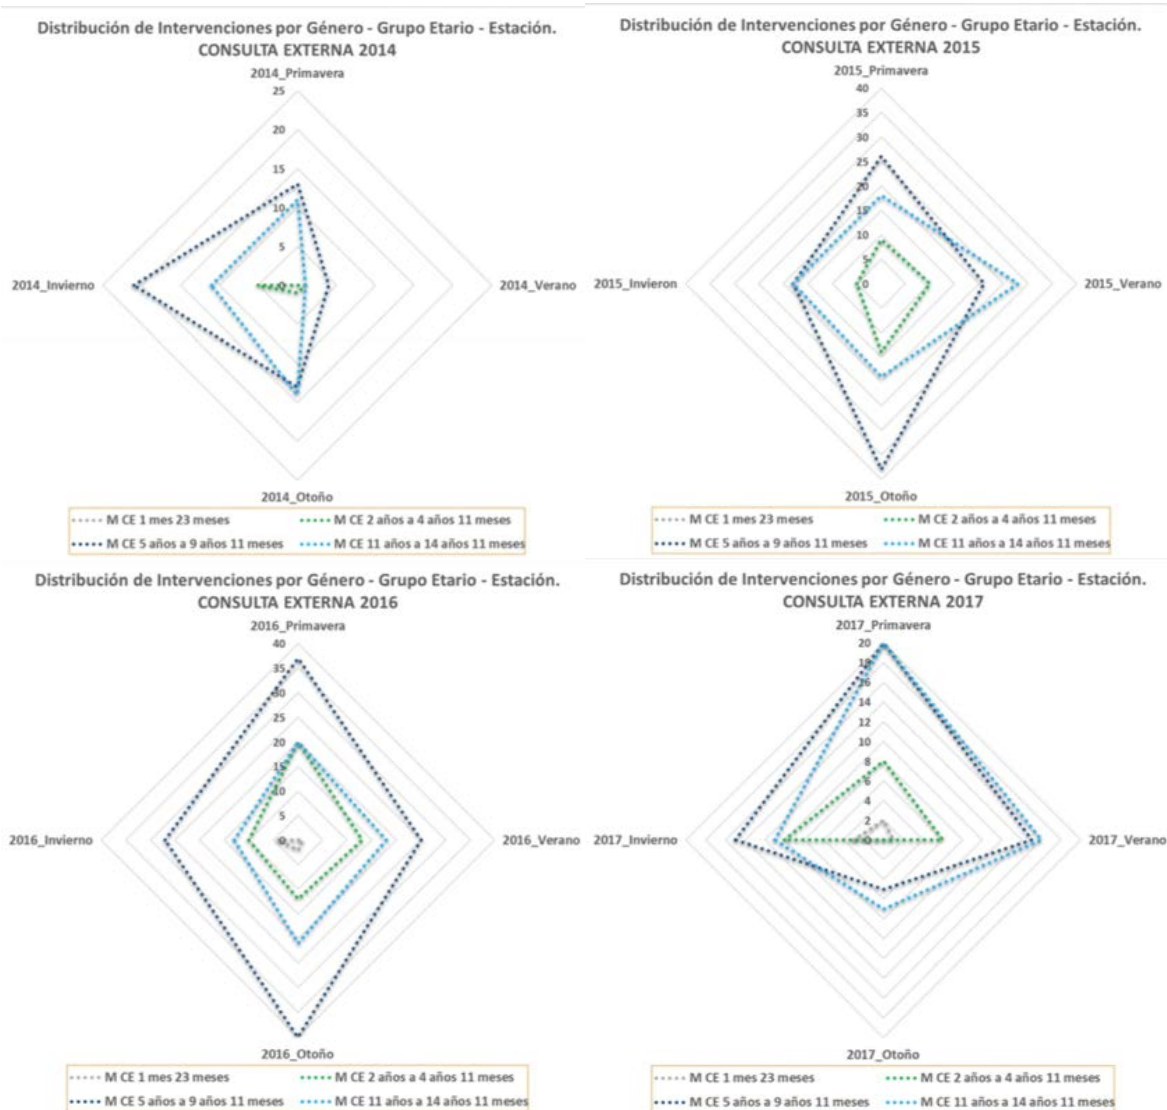 Distribución de Intervenciones por Género - Grupo Etario - Estación.
CONSULTA EXTERNA 2014
2014_Primavera
25
20
15
10
5
0
2014_Invierno
2014_Verano
2014_Otoño
M CE 1 mes 23 meses
M CE 2 años a 4 años 11 meses
M CE 5 años a 9 años 11 meses
M CE 11 años a 14 años 11 meses
Distribución de Intervenciones por Género - Grupo Etario - Estación.
CONSULTA EXTERNA 2015
2015_Primavera
40
35
30
25
20
15
10
5
0
2015_Invieron
2015_Verano
2015_Otoño
M CE 1 mes 23 meses
M CE 2 años a 4 años 11 meses
M CE 5 años a 9 años 11 meses
M CE 11 años a 14 años 11 meses
Distribución de Intervenciones por Género - Grupo Etario - Estación.
CONSULTA EXTERNA 2016
2016_Primavera
40
35
30
25
20
15
10
5
0
2016_Invierno
2016_Verano
2016_Otoño
M CE 1 mes 23 meses
M CE 2 años a 4 años 11 meses
M CE 5 años a 9 años 11 meses
M CE 11 años a 14 años 11 meses
Distribución de Intervenciones por Género - Grupo Etario - Estación.
CONSULTA EXTERNA 2017
2017_Primavera
20
18
16
14
12
10
8
6
4
2
0
2017_Invierno
2017_Verano
2017_Otoño
M CE 1 mes 23 meses
M CE 2 años a 4 años 11 meses
M CE 5 años a 9 años 11 meses
M CE 11 años a 14 años 11 meses